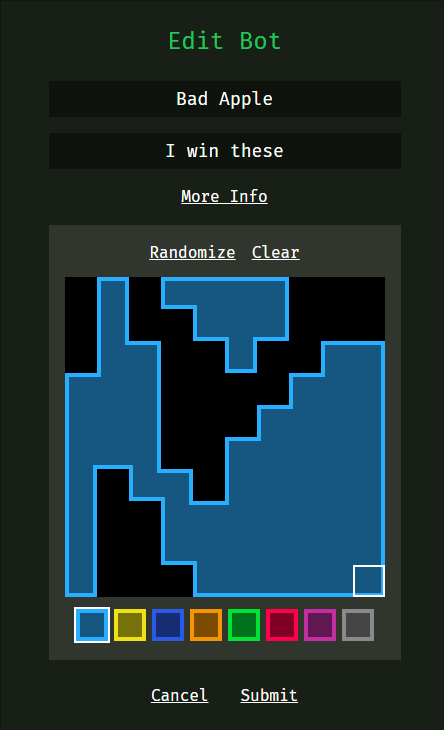 Edit Bot
Bad Apple
I win these
More Info
Randomize Clear
Cancel Submit